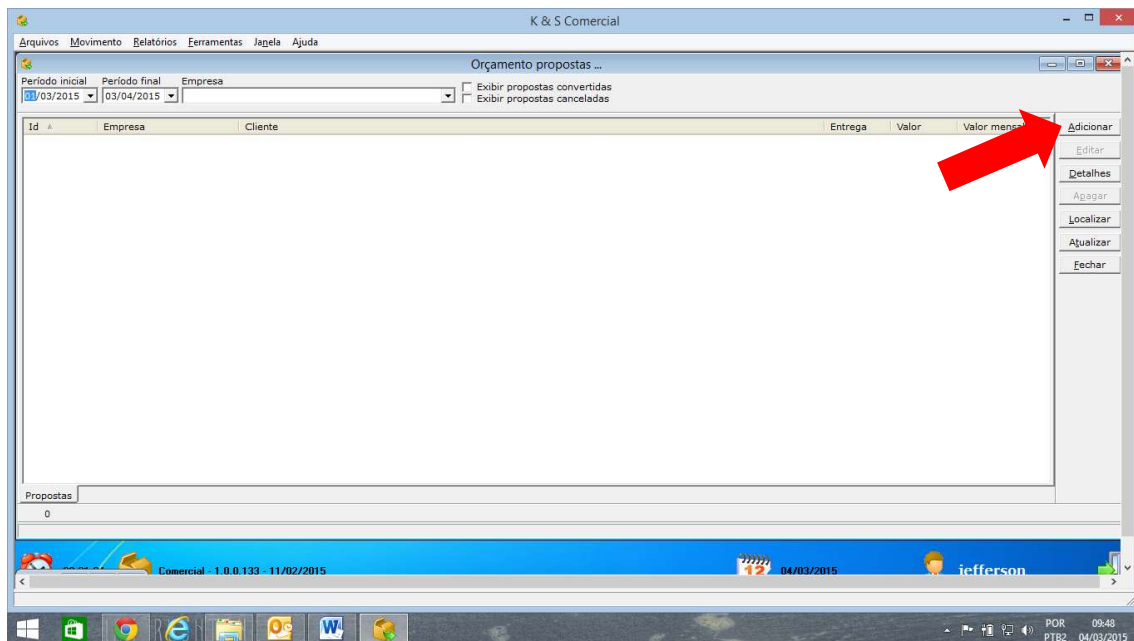 K & S Comercial
Arquivos Movimento Relatórios Ferramentas Janela Ajuda
Orçamento propostas ...
Período inicial Período final Empresa
01/03/2015 03/04/2015
Exibir propostas convertidas
Exibir propostas canceladas
Id Empresa Cliente Entrega Valor Valor mensal
Adicionar
Editar
Detalhes
Apagar
Localizar
Atualizar
Fechar
Propostas
0
Comercial - 1.0.0.133 - 11/02/2015
12
04/03/2015
jefferson
POR 09:48
PTB2 04/03/2015